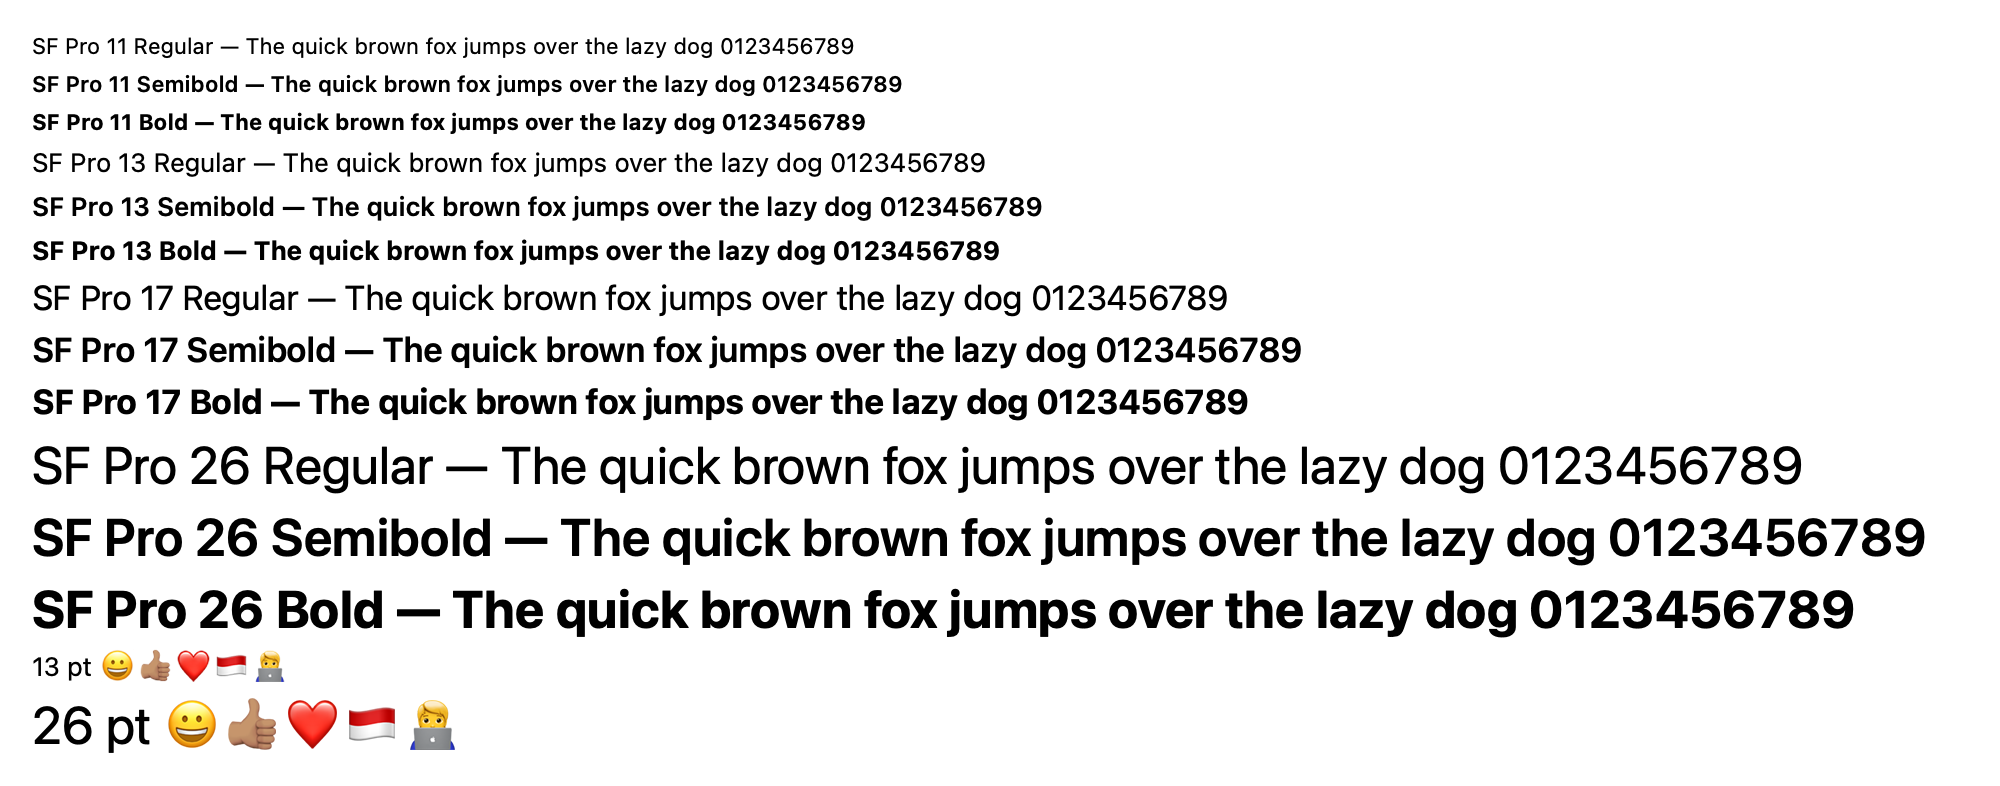 SF Pro 11 Regular — The quick brown fox jumps over the lazy dog 0123456789
SF Pro 11 Semibold — The quick brown fox jumps over the lazy dog 0123456789
SF Pro 11 Bold — The quick brown fox jumps over the lazy dog 0123456789
SF Pro 13 Regular — The quick brown fox jumps over the lazy dog 0123456789
SF Pro 13 Semibold — The quick brown fox jumps over the lazy dog 0123456789
SF Pro 13 Bold — The quick brown fox jumps over the lazy dog 0123456789
SF Pro 17 Regular — The quick brown fox jumps over the lazy dog 0123456789
SF Pro 17 Semibold — The quick brown fox jumps over the lazy dog 0123456789
SF Pro 17 Bold — The quick brown fox jumps over the lazy dog 0123456789
SF Pro 26 Regular — The quick brown fox jumps over the lazy dog 0123456789
SF Pro 26 Semibold — The quick brown fox jumps over the lazy dog 0123456789
SF Pro 26 Bold — The quick brown fox jumps over the lazy dog 0123456789
13 pt 😀👍🏽❤️🇮🇩🧑‍💻
26 pt 😀👍🏽❤️🇮🇩🧑‍💻